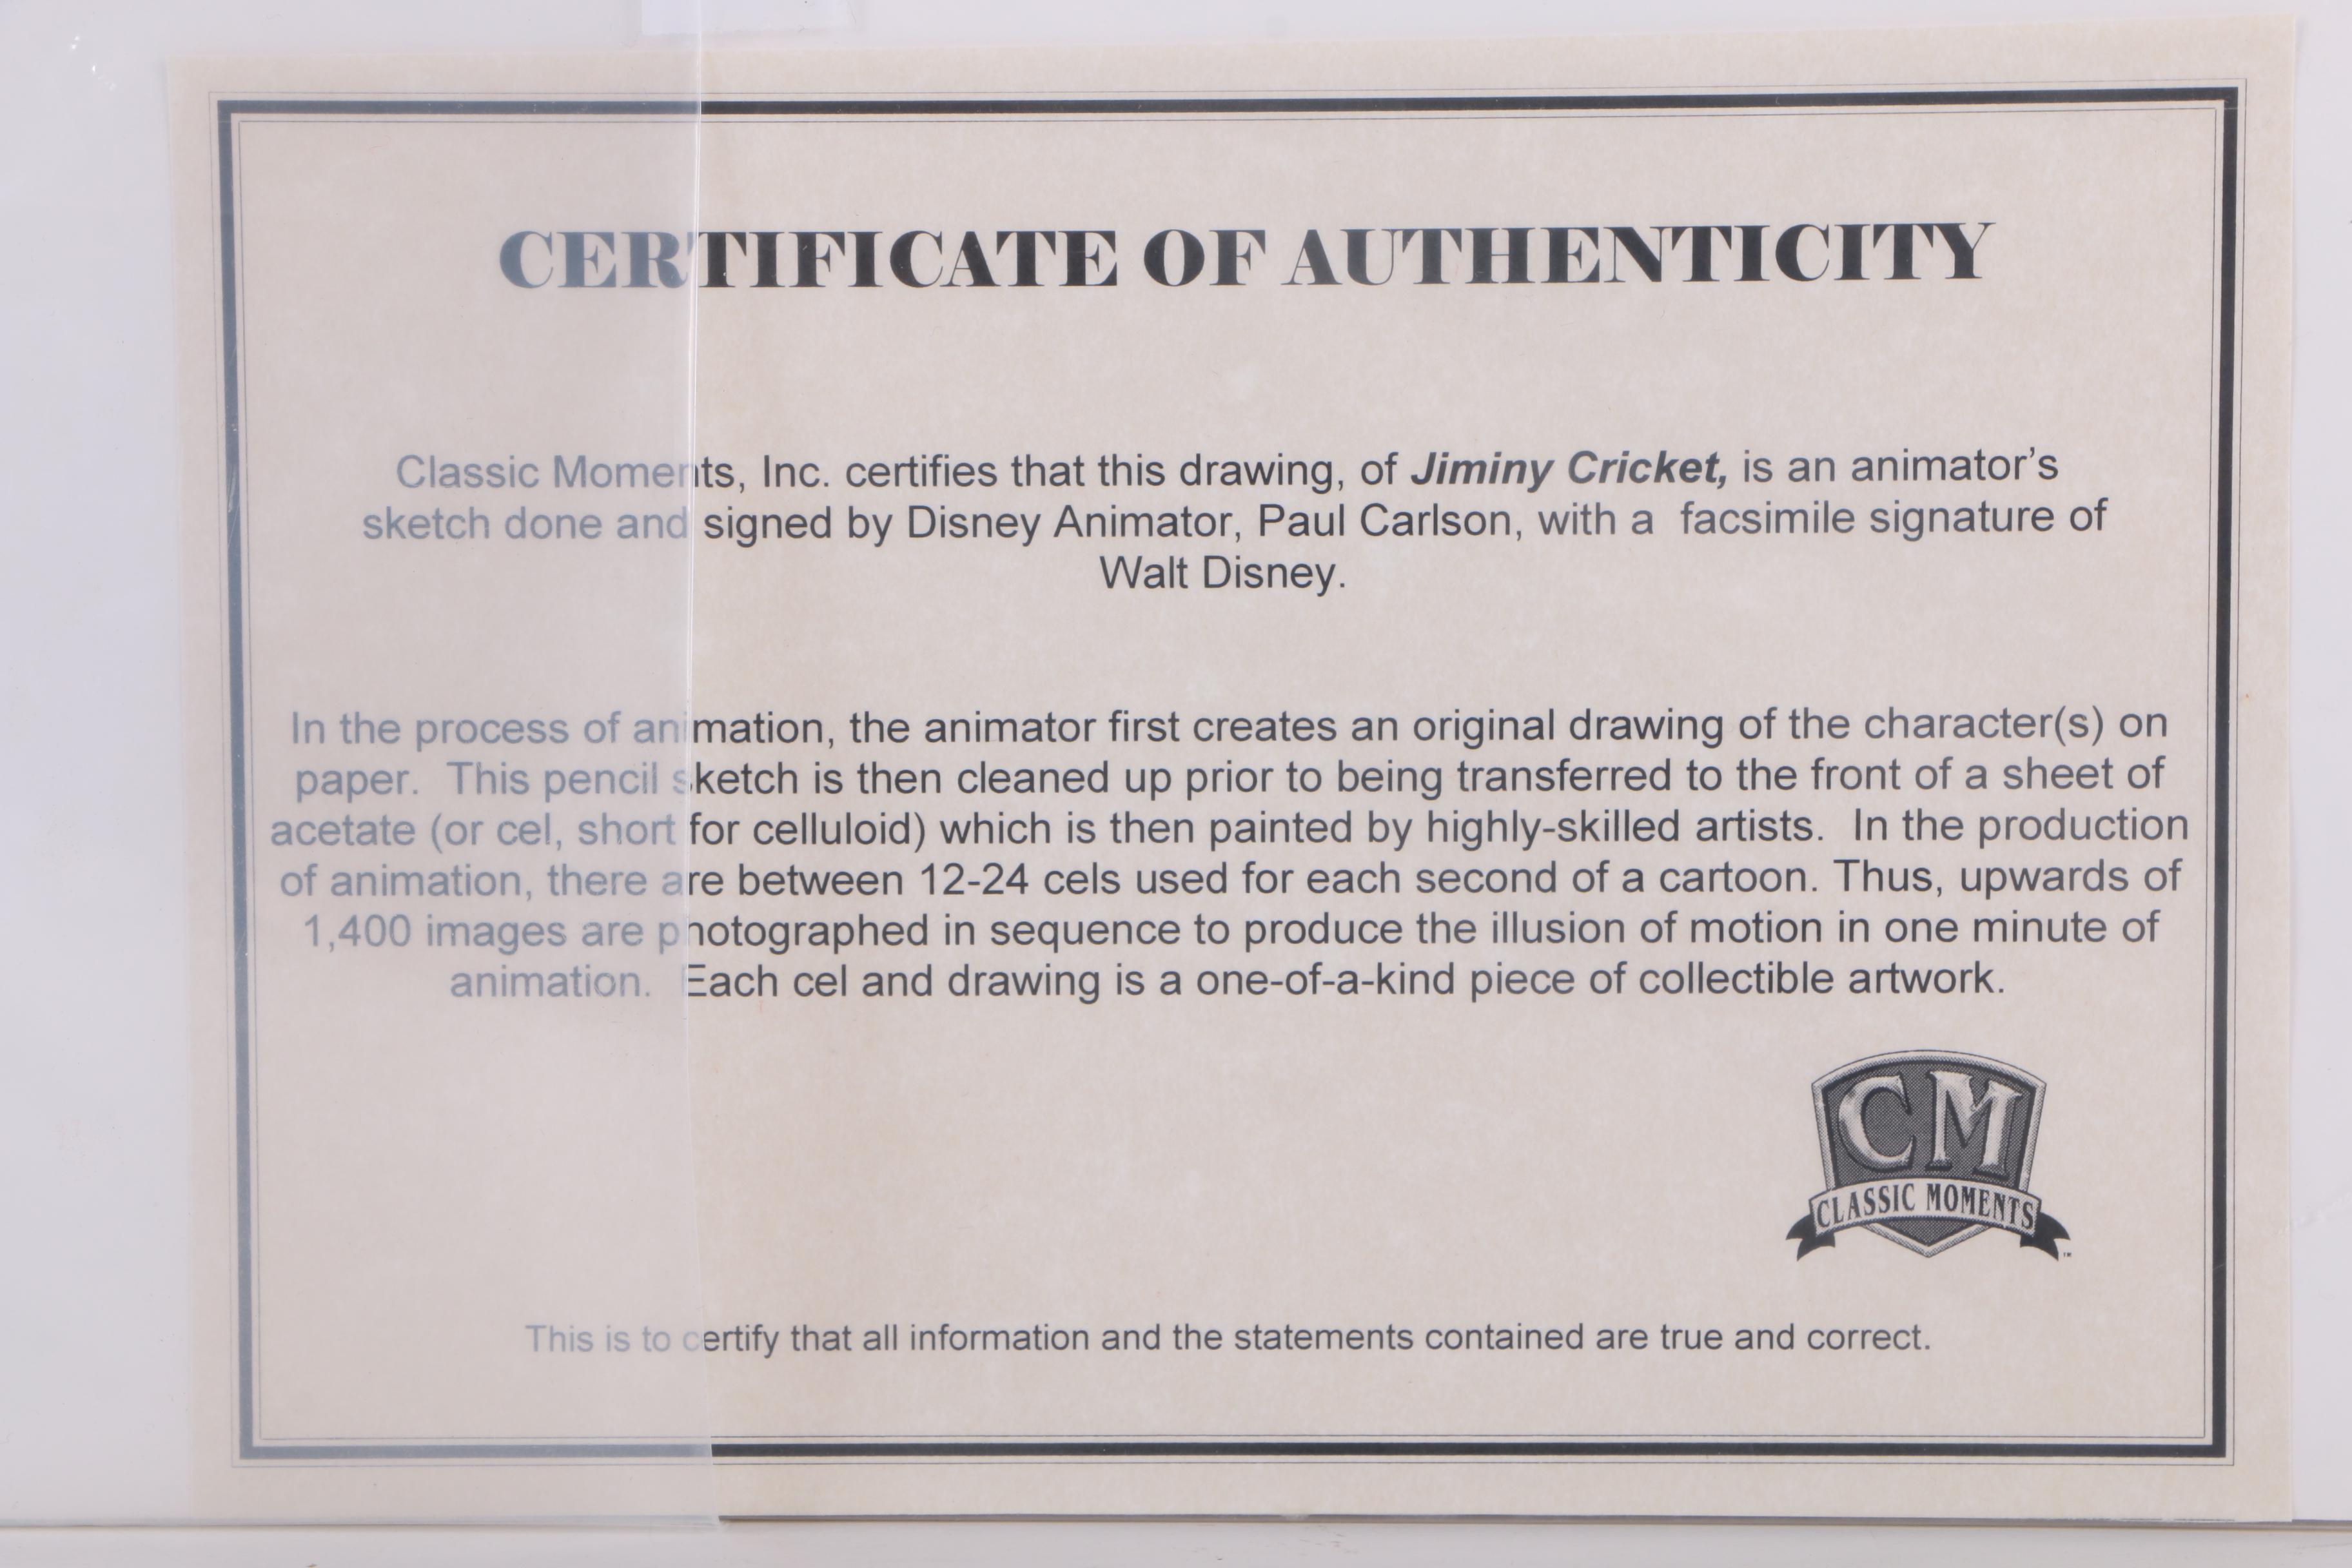 CERTIFICATE OF AUTHENTICITY
Classic Moments, Inc. certifies that this drawing, of Jiminy Cricket, is an animator’s
sketch done and signed by Disney Animator, Paul Carlson, with a facsimile signature of
Walt Disney.
In the process of animation, the animator first creates an original drawing of the character(s) on
paper. This pencil sketch is then cleaned up prior to being transferred to the front of a sheet of
acetate (or cel, short for celluloid) which is then painted by highly-skilled artists. In the production
of animation, there are between 12-24 cels used for each second of a cartoon. Thus, upwards of
1,400 images are photographed in sequence to produce the illusion of motion in one minute of
animation. Each cel and drawing is a one-of-a-kind piece of collectible artwork.
CM
CLASSIC MOMENTS
TM
This is to certify that all information and the statements contained are true and correct.